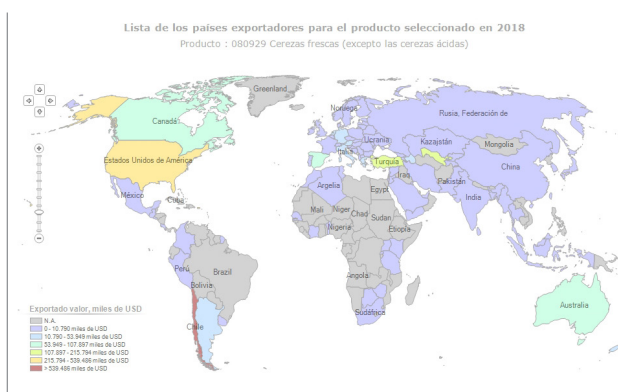 Lista de los países exportadores para el producto seleccionado en 2018
Producto : 080929 Cerezas frescas (excepto las cerezas ácidas)
Greenland
Canadá
Noruega
Rusia, Federación de
Ucrania
Kazajstán
Mongolia
Italia
Estados Unidos de América
Turquía
China
Iraq
Pakistán
Argelia
Egypt
México
Cuba
India
Mali
Niger
Chad
Sudan
Nigeria
Etiopía
Perú
Brazil
Angola
Bolivia
Australia
Chile
Sudáfrica
Exportado valor, miles de USD
N.A.
0 - 10.790 miles de USD
10.790 - 53.949 miles de USD
53.949 - 107.897 miles de USD
107.897 - 215.794 miles de USD
215.794 - 539.486 miles de USD
> 539.486 miles de USD